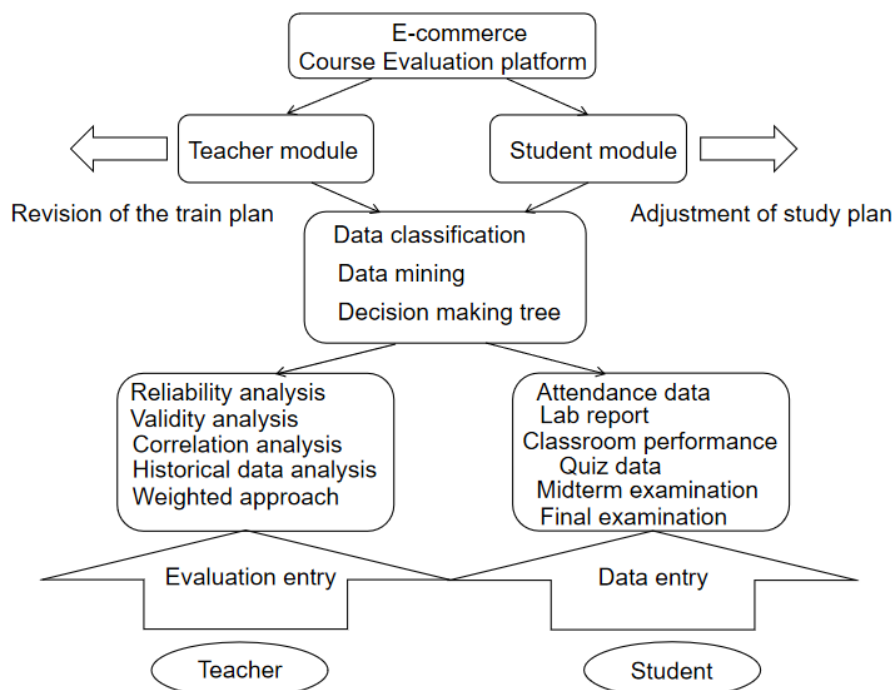 E-commerce
Course Evaluation platform
Teacher module
Student module
Revision of the train plan
Adjustment of study plan
Data classification
Data mining
Decision making tree
Reliability analysis
Validity analysis
Correlation analysis
Historical data analysis
Weighted approach
Attendance data
Lab report
Classroom performance
Quiz data
Midterm examination
Final examination
Evaluation entry
Data entry
Teacher
Student